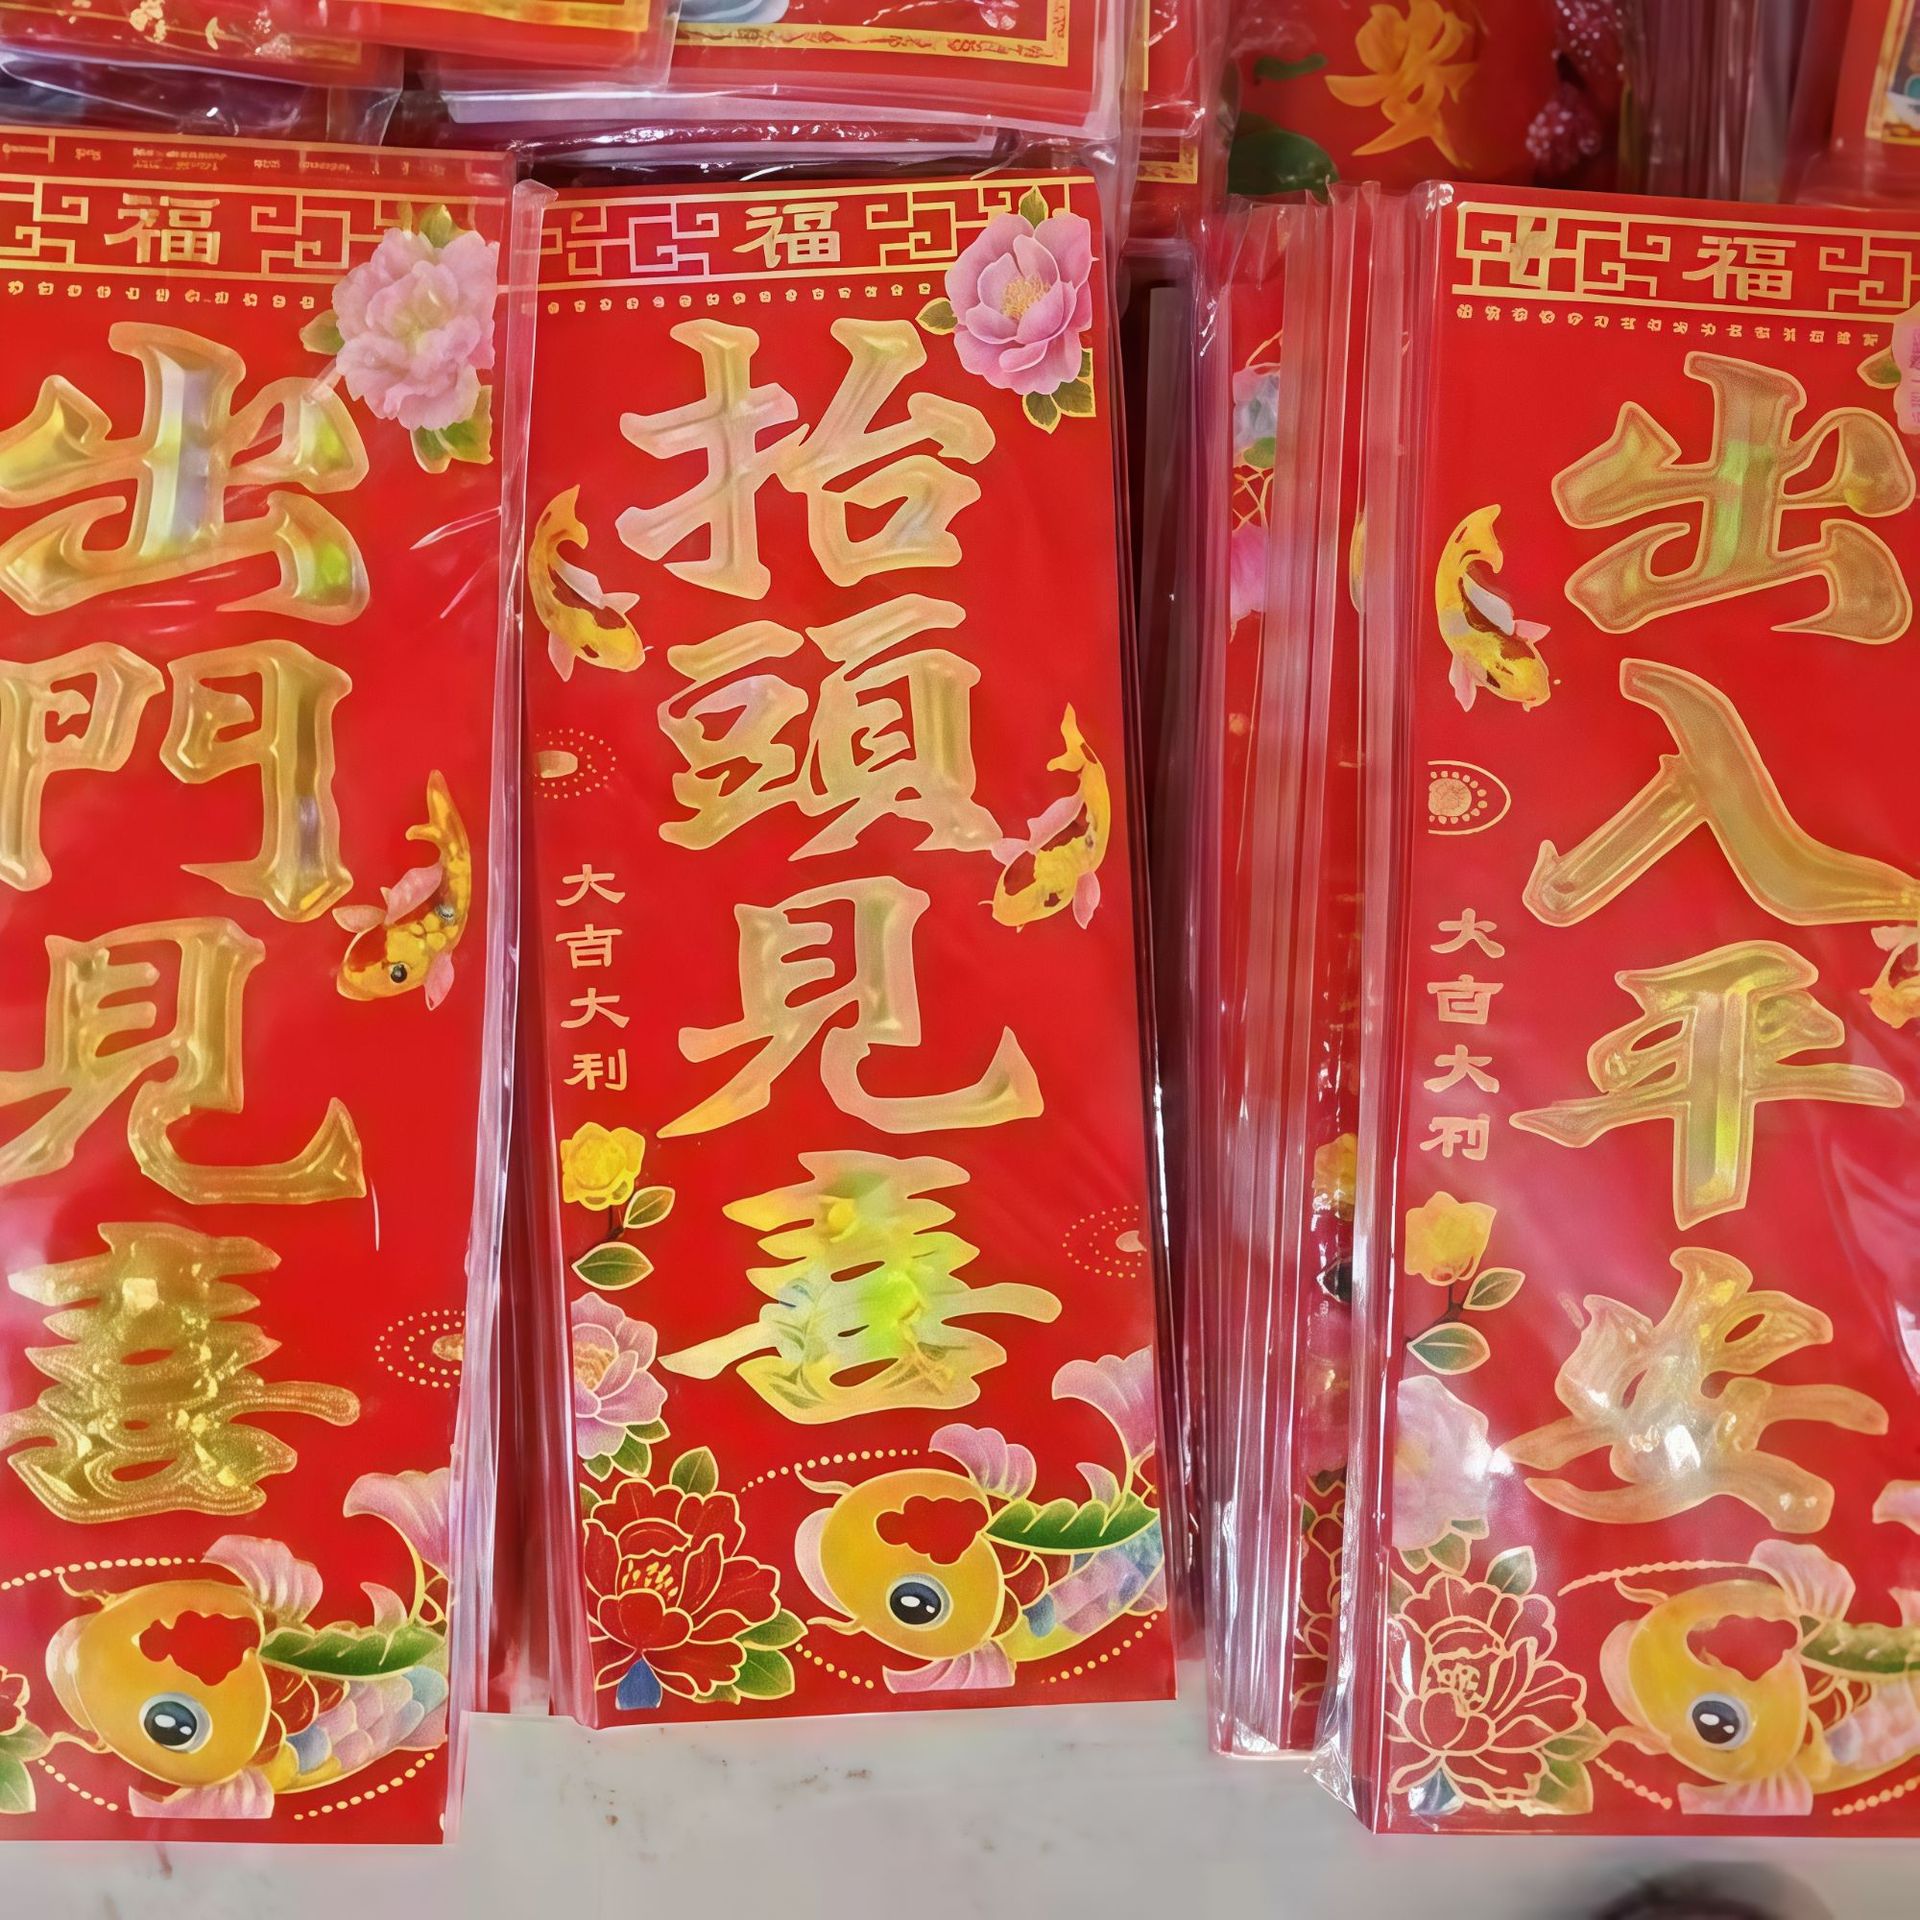 福
出門見喜
福
抬頭見喜
大吉大利
福
出入平安
大吉大利